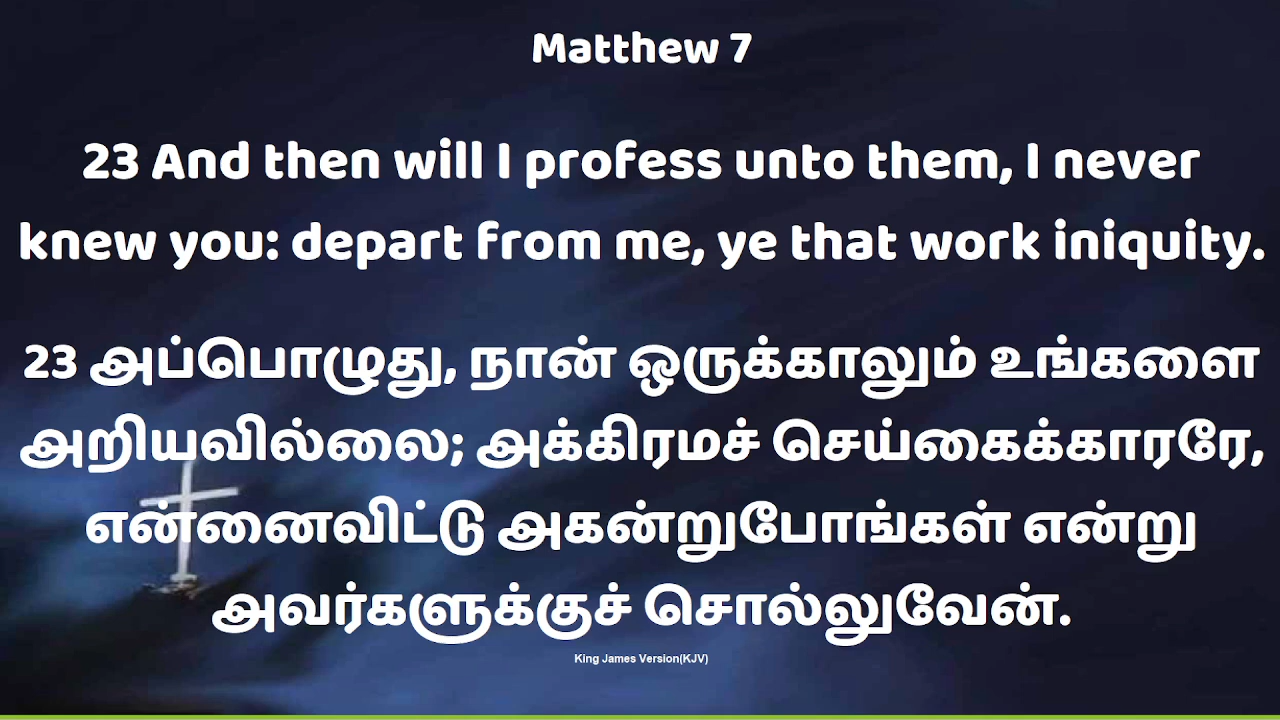 Matthew 7
23 And then will I profess unto them, I never
knew you: depart from me, ye that work iniquity.
23 அப்பொழுது, நான் ஒருக்காலும் உங்களை
அறியவில்லை; அக்கிரமச் செய்கைக்காரரே,
என்னைவிட்டு அகன்றுபோங்கள் என்று
அவர்களுக்குச் சொல்லுவேன்.
King James Version(KJV)